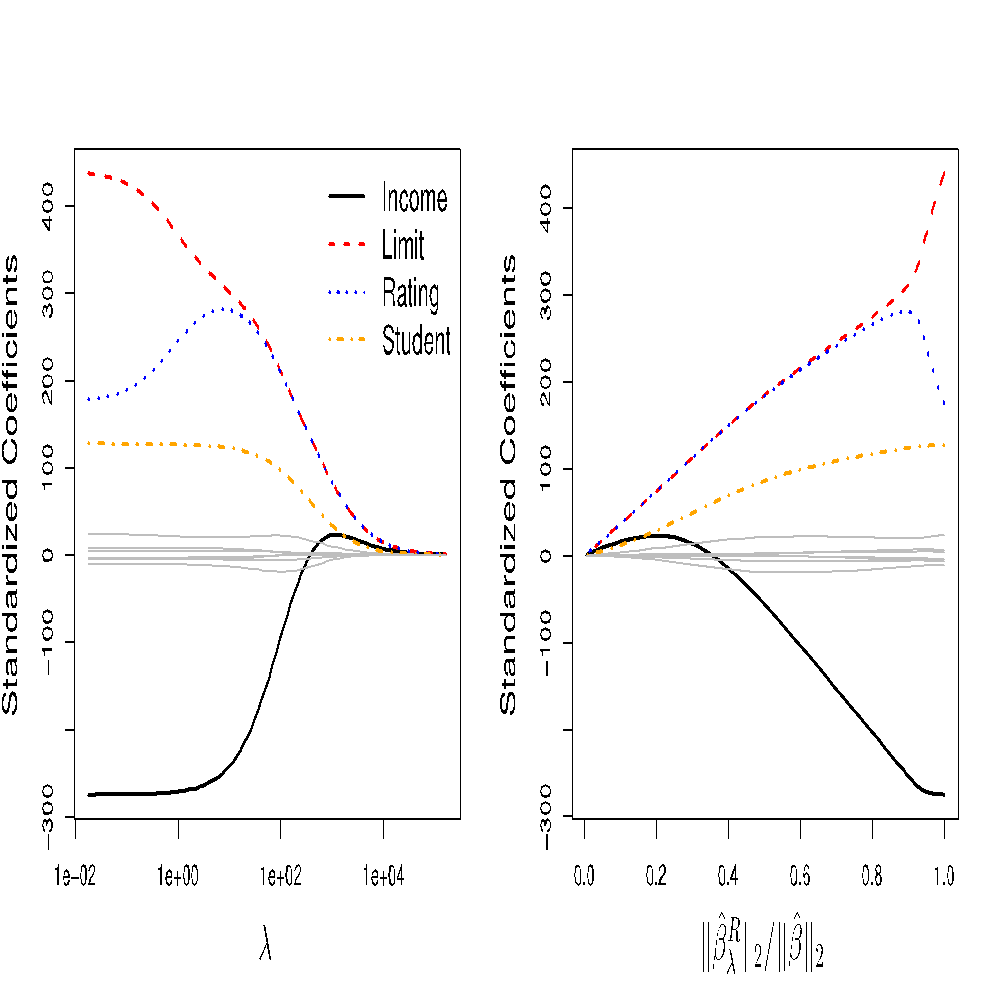 Standardized Coefficients
400
300
200
100
0
−100
−300
Income
Limit
Rating
Student
1e−02 1e+00 1e+02 1e+04
λ
Standardized Coefficients
400
300
200
100
0
−100
−300
0.0 0.2 0.4 0.6 0.8 1.0
‖β̂λᴿ‖₂/‖β̂‖₂